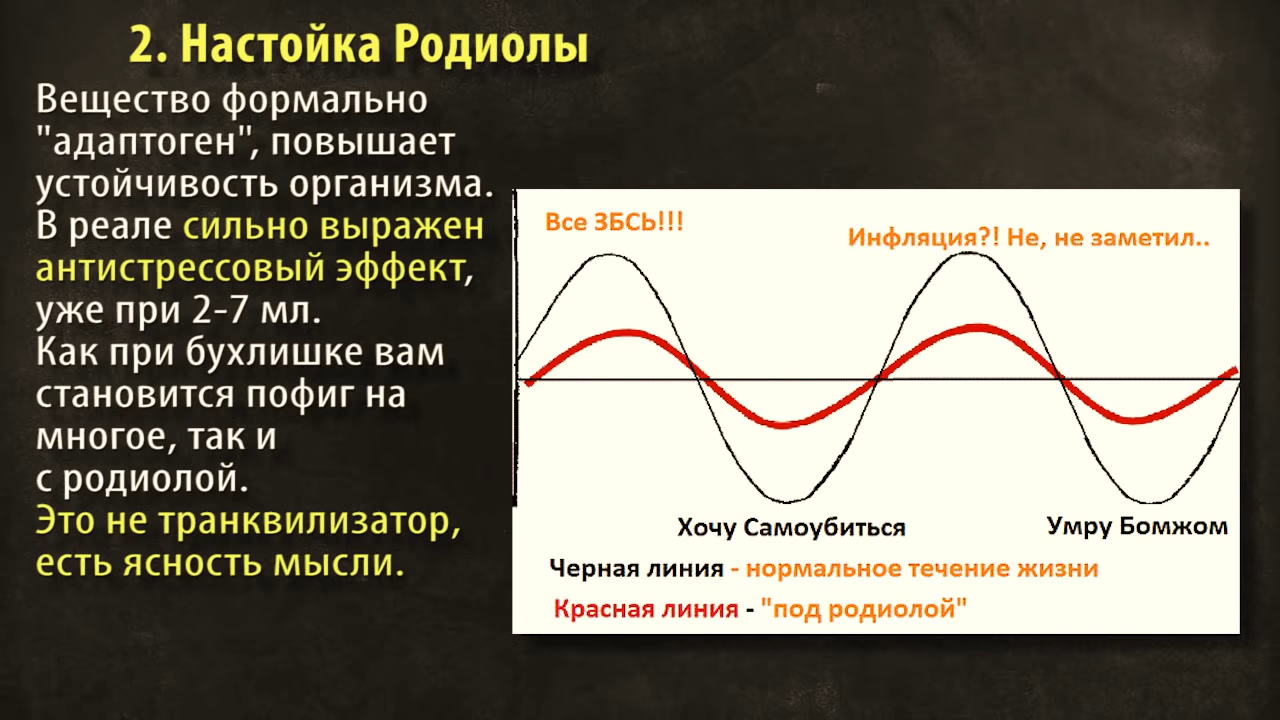 2. Настойка Родиолы
Вещество формально
"адаптоген", повышает
устойчивость организма.
В реале сильно выражен
антистрессовый эффект,
уже при 2-7 мл.
Как при бухлишке вам
становится пофиг на
многое, так и
с родиолой.
Это не транквилизатор,
есть ясность мысли.
Все ЗБСЬ!!!
Инфляция?! Не, не заметил..
Хочу Самоубиться
Умру Бомжом
Черная линия - нормальное течение жизни
Красная линия - "под родиолой"